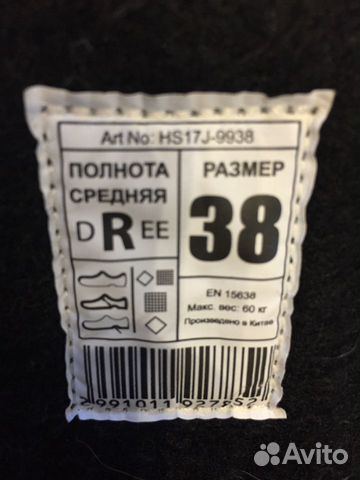 Art No: HS17J-9938
ПОЛНОТА
СРЕДНЯЯ
D R EE
РАЗМЕР
38
EN 15638
Макс. вес: 60 кг
Произведено в Китае
Avito